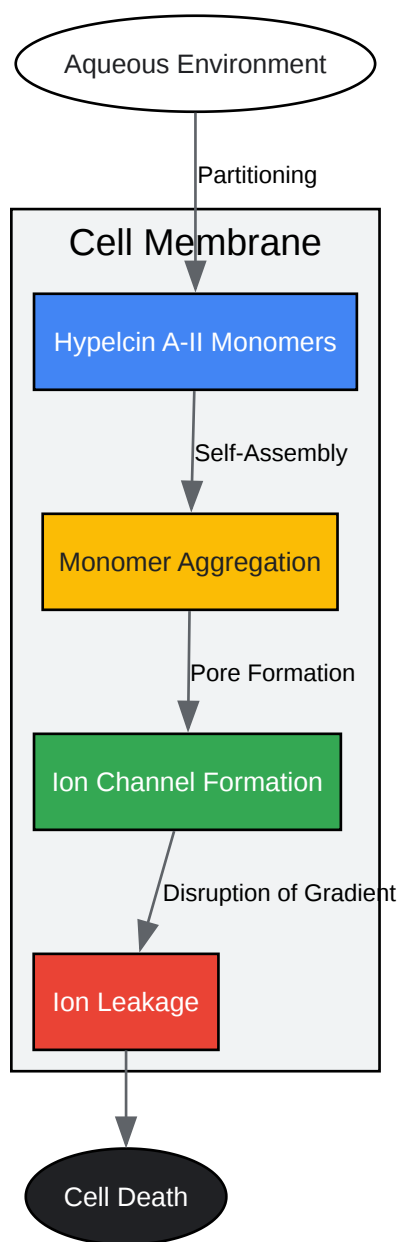 Aqueous Environment
Partitioning
Cell Membrane
Hypelcin A-II Monomers
Self-Assembly
Monomer Aggregation
Pore Formation
Ion Channel Formation
Disruption of Gradient
Ion Leakage
Cell Death